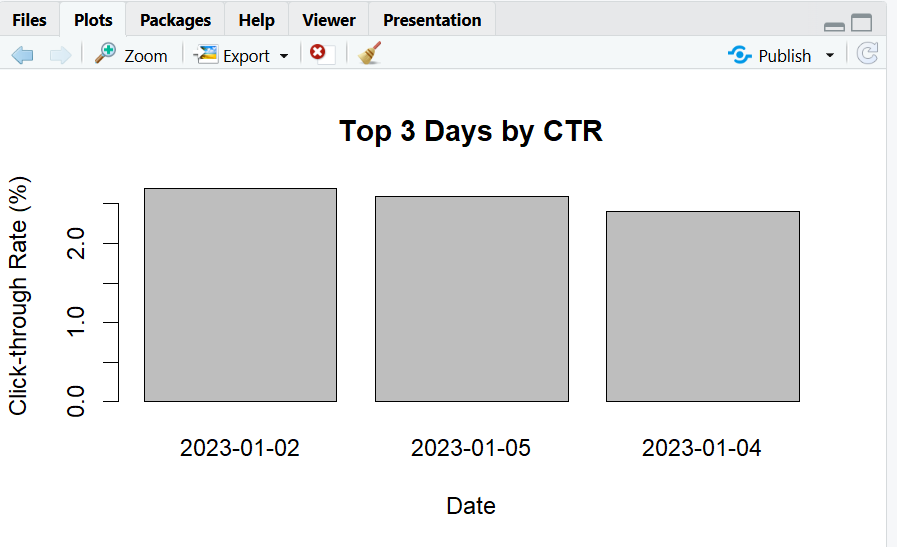 Files Plots Packages Help Viewer Presentation
Zoom Export Publish
Top 3 Days by CTR
Click-through Rate (%)
2.0
1.0
0.0
2023-01-02 2023-01-05 2023-01-04
Date